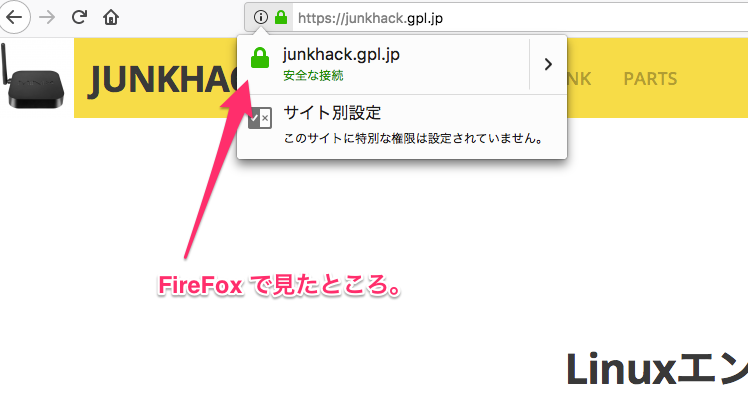 https://junkhack.gpl.jp
junkhack.gpl.jp
安全な接続
サイト別設定
このサイトに特別な権限は設定されていません。
JUNKHAC
NK
PARTS
FireFox で見たところ。
Linuxエン